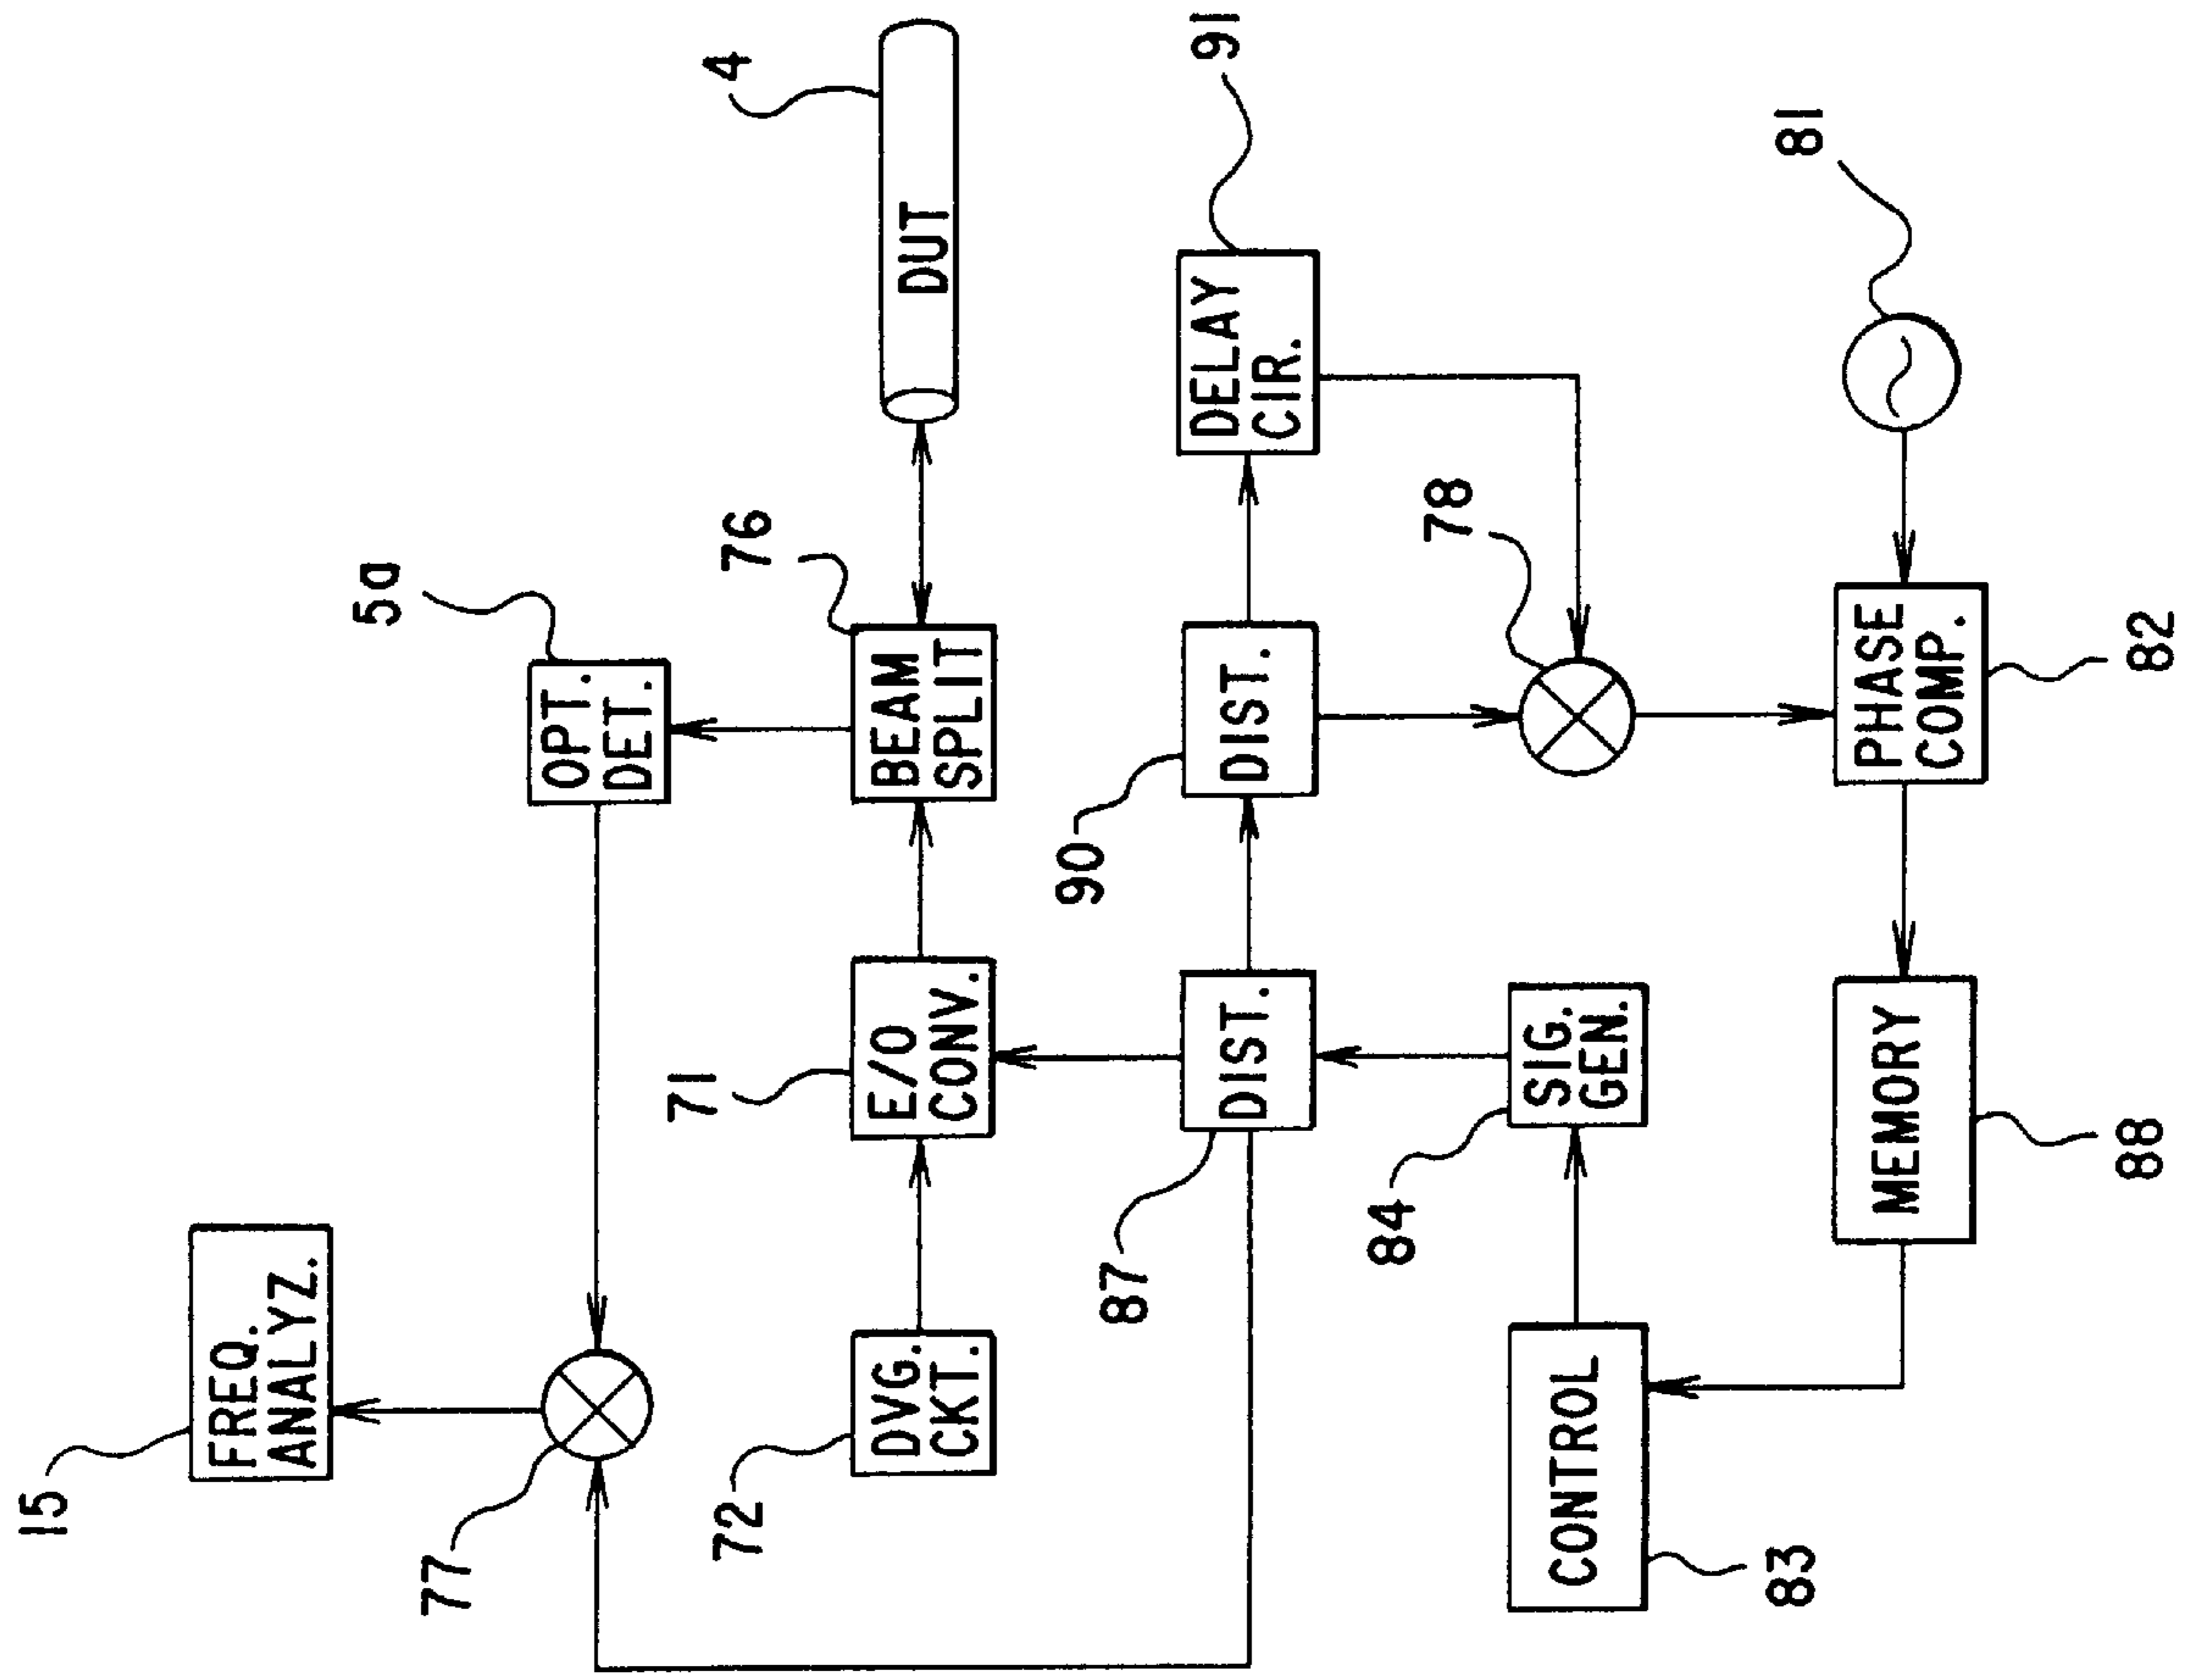 15
FREQ.
ANALYZ.
77
5a
OPT.
DET.
4
DUT
72
DVG.
CKT.
71
E/O
CONV.
76
BEAM
SPLIT
87
DIST.
90
DIST.
91
DELAY
CIR.
78
84
SIG.
GEN.
83
CONTROL
88
MEMORY
82
PHASE
COMP.
81